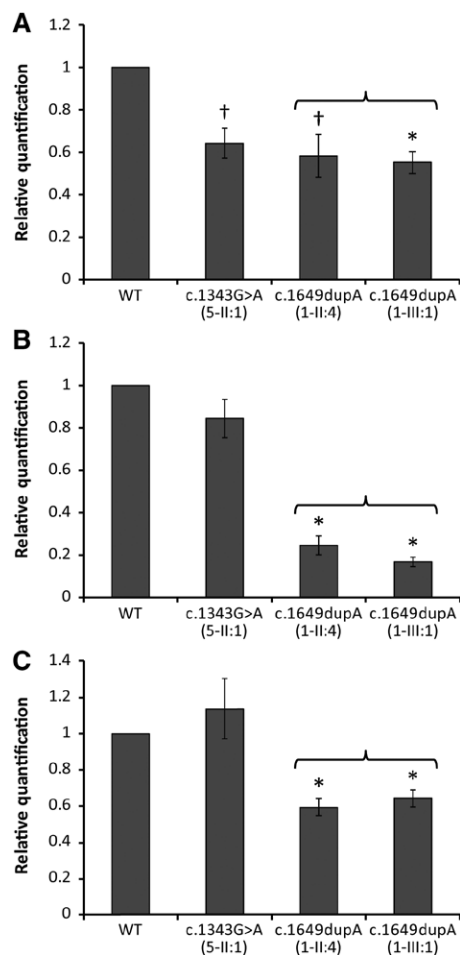 A
Relative quantification
1.2
1
0.8
0.6
0.4
0.2
0
†
†
*
WT
c.1343G>A
(5-II:1)
c.1649dupA
(1-II:4)
c.1649dupA
(1-III:1)
B
Relative quantification
1.2
1
0.8
0.6
0.4
0.2
0
*
*
WT
c.1343G>A
(5-II:1)
c.1649dupA
(1-II:4)
c.1649dupA
(1-III:1)
C
Relative quantification
1.4
1.2
1
0.8
0.6
0.4
0.2
0
*
*
WT
c.1343G>A
(5-II:1)
c.1649dupA
(1-II:4)
c.1649dupA
(1-III:1)